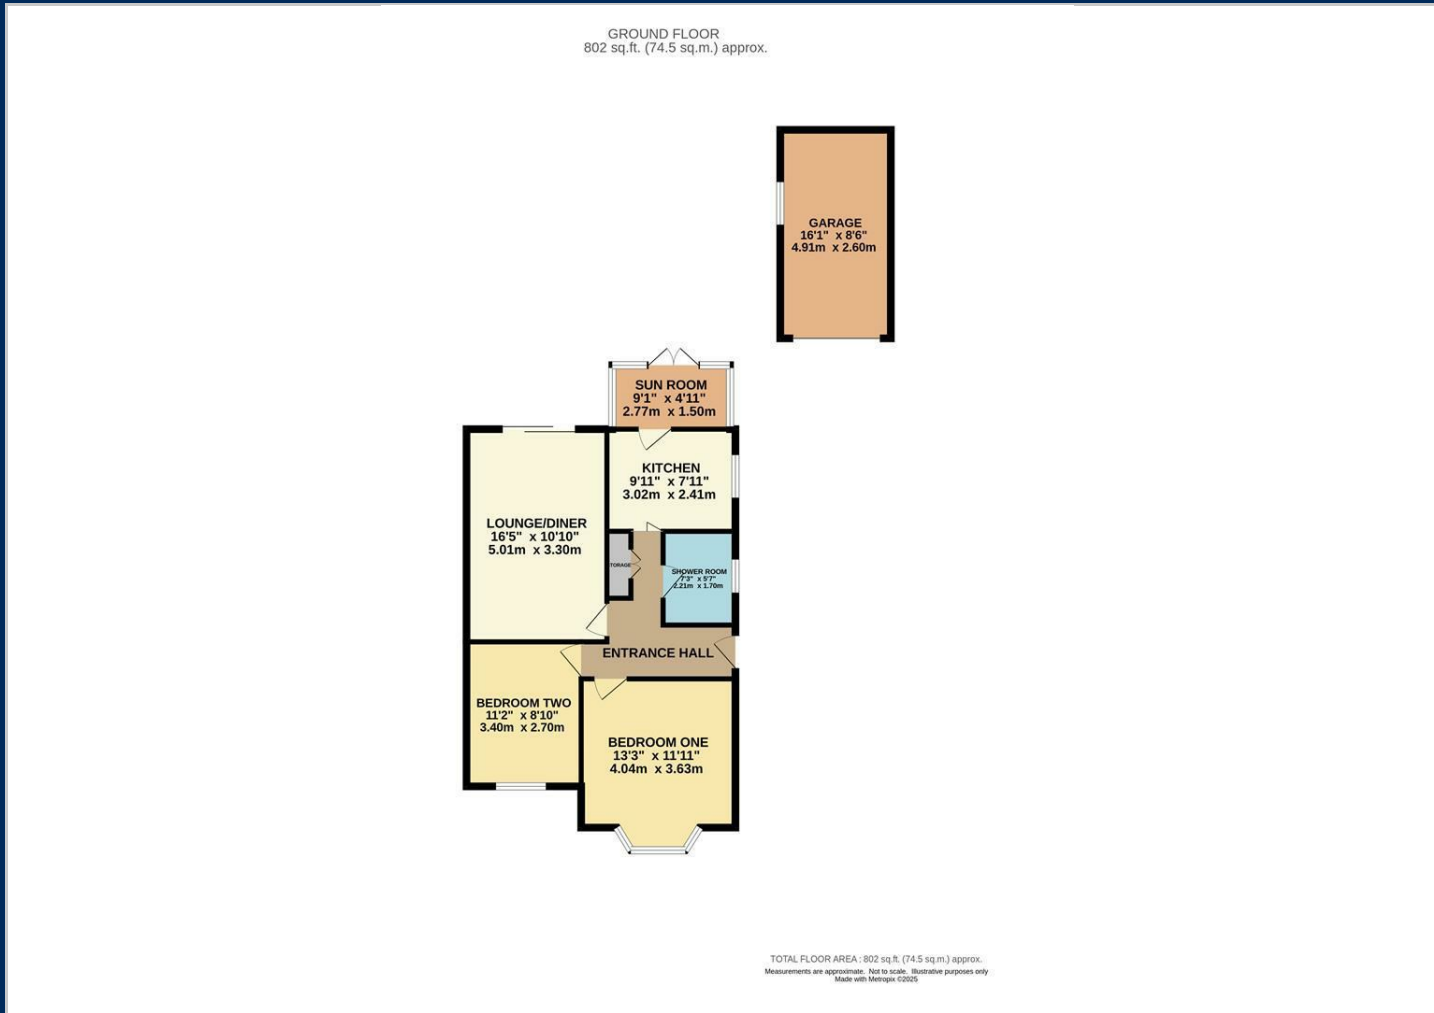 GROUND FLOOR
802 sq.ft. (74.5 sq.m.) approx.
GARAGE
16'1" x 8'6"
4.91m x 2.60m
SUN ROOM
9'1" x 4'11"
2.77m x 1.50m
KITCHEN
9'11" x 7'11"
3.02m x 2.41m
LOUNGE/DINER
16'5" x 10'10"
5.01m x 3.30m
TORAGE
SHOWER ROOM
7'3" x 5'7"
2.21m x 1.70m
ENTRANCE HALL
BEDROOM TWO
11'2" x 8'10"
3.40m x 2.70m
BEDROOM ONE
13'3" x 11'11"
4.04m x 3.63m
TOTAL FLOOR AREA : 802 sq.ft. (74.5 sq.m.) approx.
Measurements are approximate. Not to scale. Illustrative purposes only
Made with Metropix ©2025